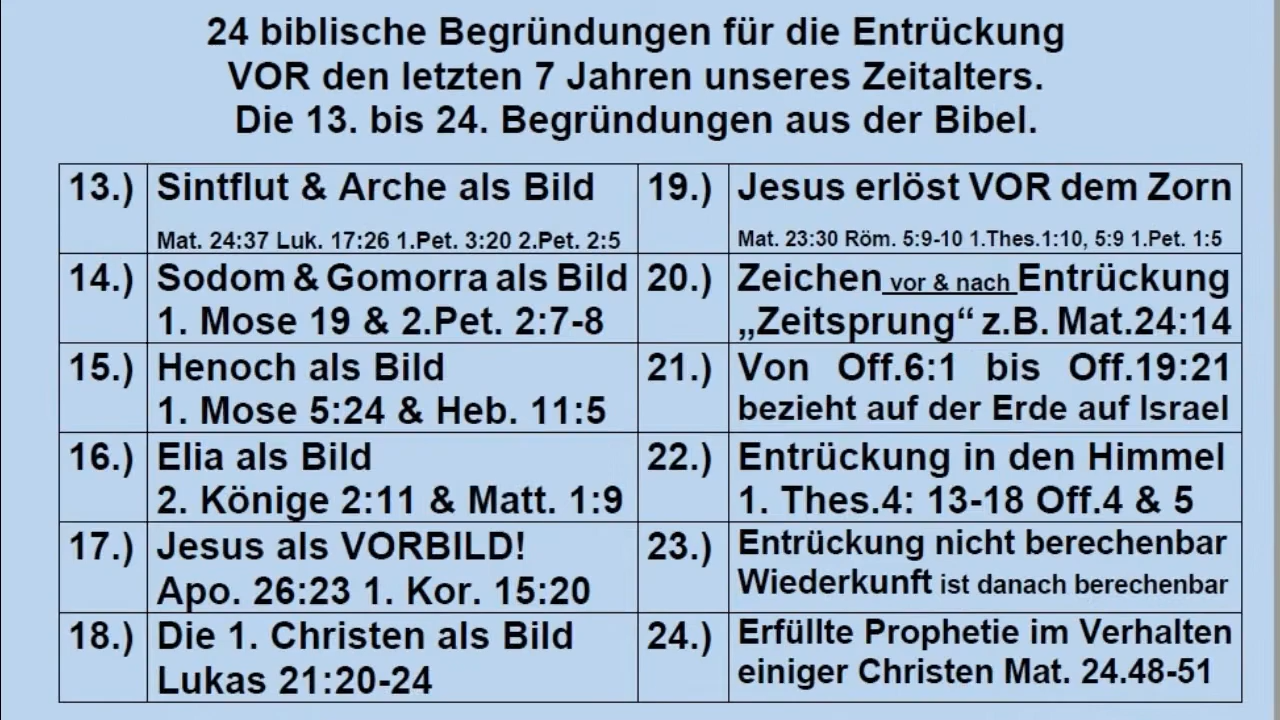 24 biblische Begründungen für die Entrückung
VOR den letzten 7 Jahren unseres Zeitalters.
Die 13. bis 24. Begründungen aus der Bibel.
13.) Sintflut & Arche als Bild
Mat. 24:37 Luk. 17:26 1.Pet. 3:20 2.Pet. 2:5
14.) Sodom & Gomorra als Bild
1. Mose 19 & 2.Pet. 2:7-8
15.) Henoch als Bild
1. Mose 5:24 & Heb. 11:5
16.) Elia als Bild
2. Könige 2:11 & Matt. 1:9
17.) Jesus als VORBILD!
Apo. 26:23 1. Kor. 15:20
18.) Die 1. Christen als Bild
Lukas 21:20-24
19.) Jesus erlöst VOR dem Zorn
Mat. 23:30 Röm. 5:9-10 1.Thes.1:10, 5:9 1.Pet. 1:5
20.) Zeichen vor & nach Entrückung
„Zeitsprung“ z.B. Mat.24:14
21.) Von Off.6:1 bis Off.19:21
bezieht auf der Erde auf Israel
22.) Entrückung in den Himmel
1. Thes.4: 13-18 Off.4 & 5
23.) Entrückung nicht berechenbar
Wiederkunft ist danach berechenbar
24.) Erfüllte Prophetie im Verhalten
einiger Christen Mat. 24.48-51